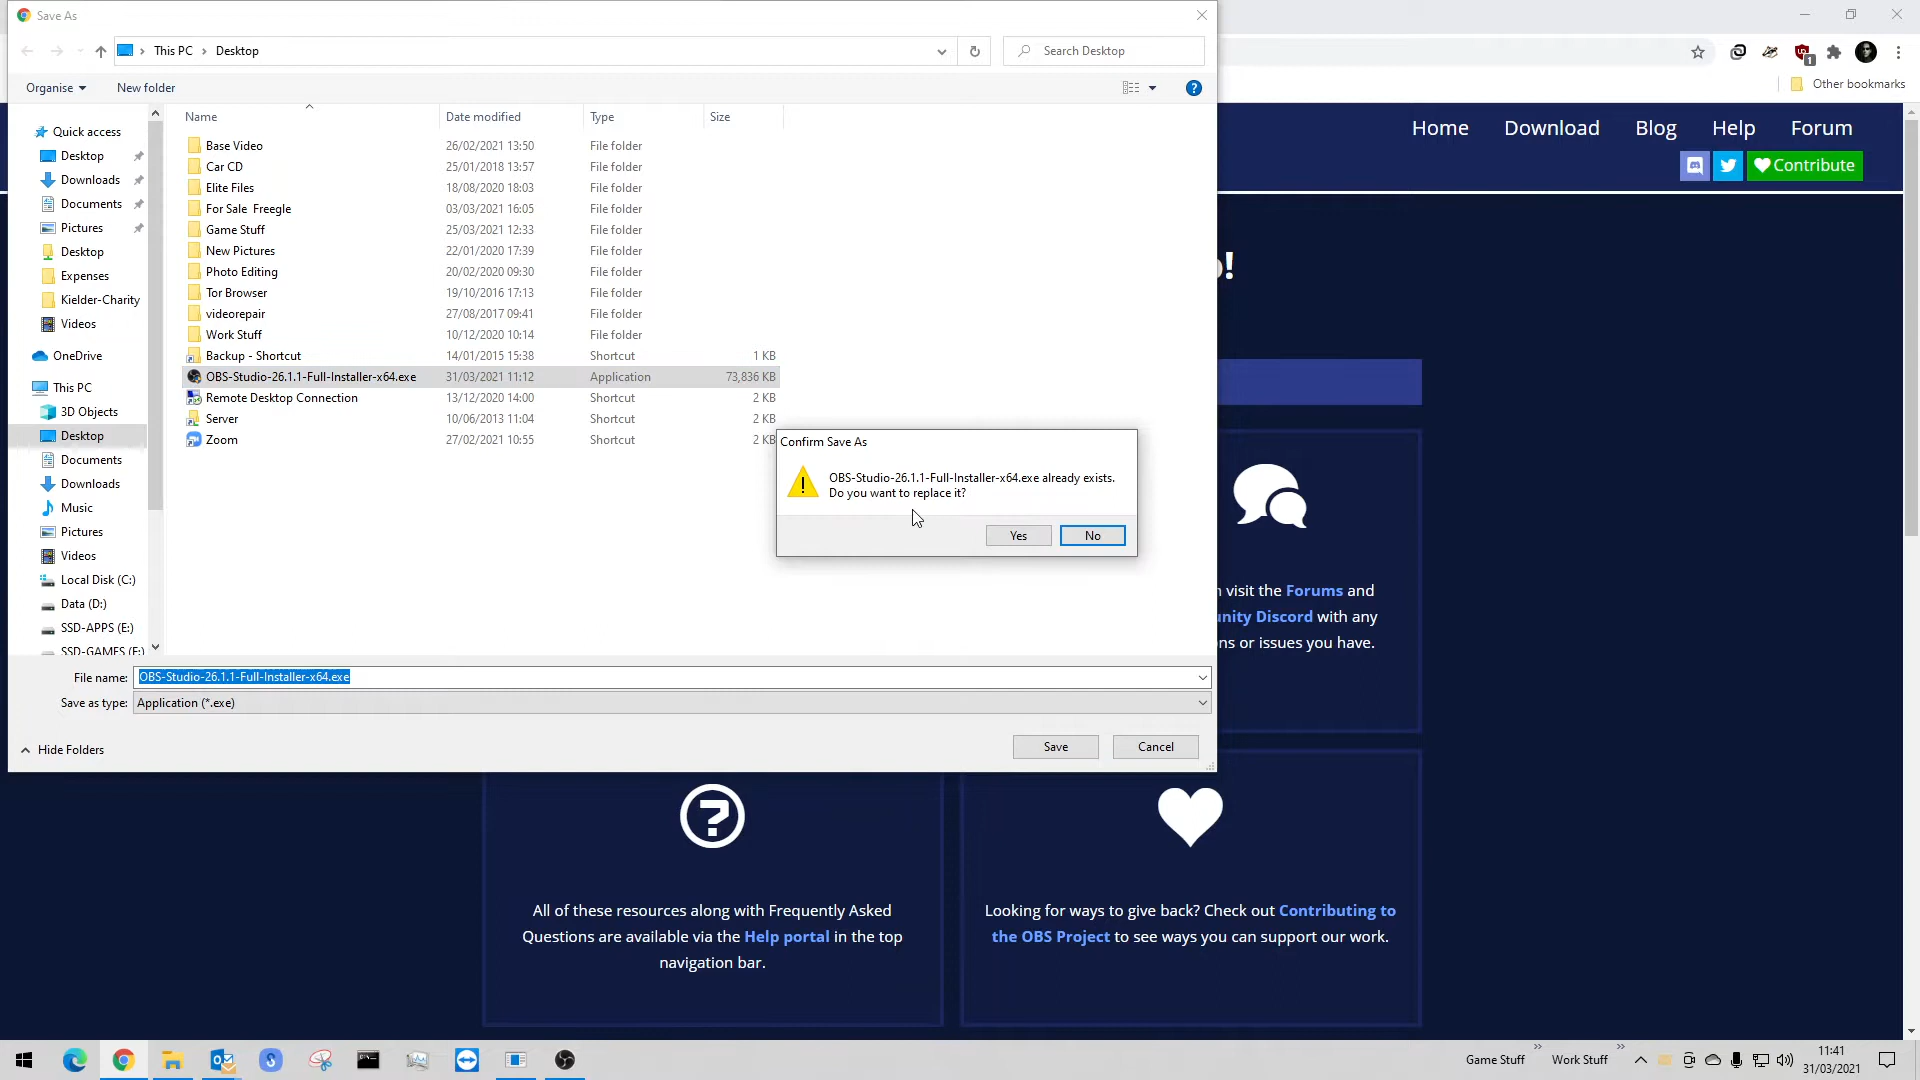 Save As
This PC
Desktop
Search Desktop
Organise
New folder
Name
Date modified
Type
Size
Quick access
Desktop
Downloads
Documents
Pictures
Desktop
Expenses
Kielder-Charity
Videos
OneDrive
This PC
3D Objects
Desktop
Documents
Downloads
Music
Pictures
Videos
Local Disk (C:)
Data (D:)
SSD-APPS (E:)
SSD-GAMES (F:)
Base Video 26/02/2021 13:50 File folder
Car CD 25/01/2018 13:57 File folder
Elite Files 18/08/2020 18:03 File folder
For Sale Freegle 03/03/2021 16:05 File folder
Game Stuff 25/03/2021 12:33 File folder
New Pictures 22/01/2020 17:39 File folder
Photo Editing 20/02/2020 09:30 File folder
Tor Browser 19/10/2016 17:13 File folder
videorepair 27/08/2017 09:41 File folder
Work Stuff 10/12/2020 10:14 File folder
Backup - Shortcut 14/01/2015 15:38 Shortcut 1 KB
OBS-Studio-26.1.1-Full-Installer-x64.exe 31/03/2021 11:12 Application 73,836 KB
Remote Desktop Connection 13/12/2020 14:00 Shortcut 2 KB
Server 10/06/2013 11:04 Shortcut 2 KB
Zoom 27/02/2021 10:55 Shortcut 2 KB
Confirm Save As
OBS-Studio-26.1.1-Full-Installer-x64.exe already exists.
Do you want to replace it?
Yes
No
File name: OBS-Studio-26.1.1-Full-Installer-x64.exe
Save as type: Application (*.exe)
Hide Folders
Save
Cancel
1
Other bookmarks
Home Download Blog Help Forum
Contribute
!
visit the Forums and
unity Discord with any
ns or issues you have.
All of these resources along with Frequently Asked
Questions are available via the Help portal in the top
navigation bar.
Looking for ways to give back? Check out Contributing to
the OBS Project to see ways you can support our work.
Game Stuff
Work Stuff
11:41
31/03/2021